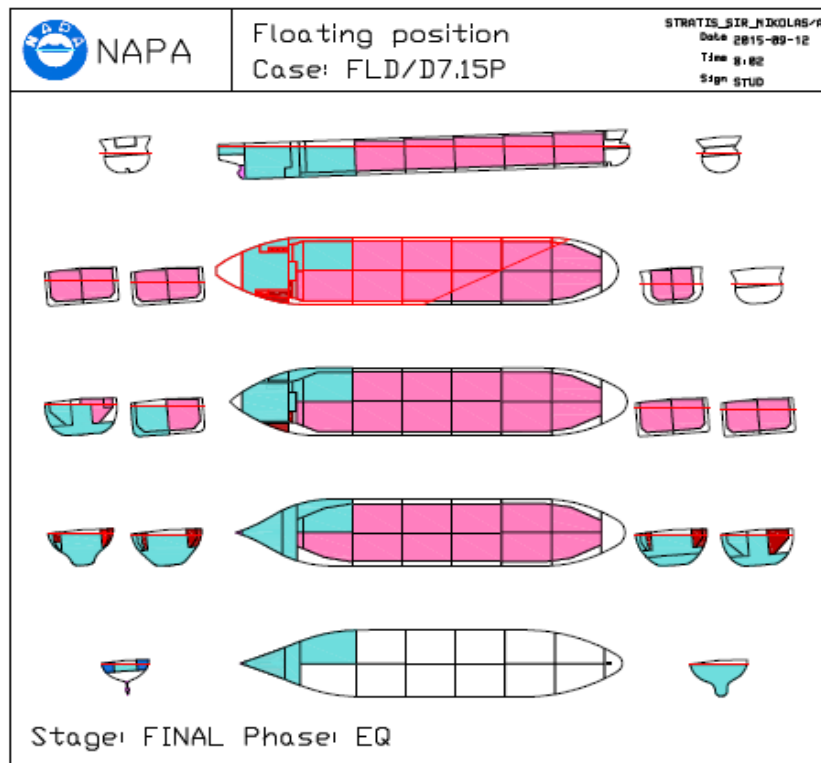 NAPA
NAPA
Floating position
Case: FLD/D7.15P
STRATIS_SIR_NIKOLAS/A
Date 2015-09-12
Time 8:02
Sign STUD
Stage: FINAL Phase: EQ